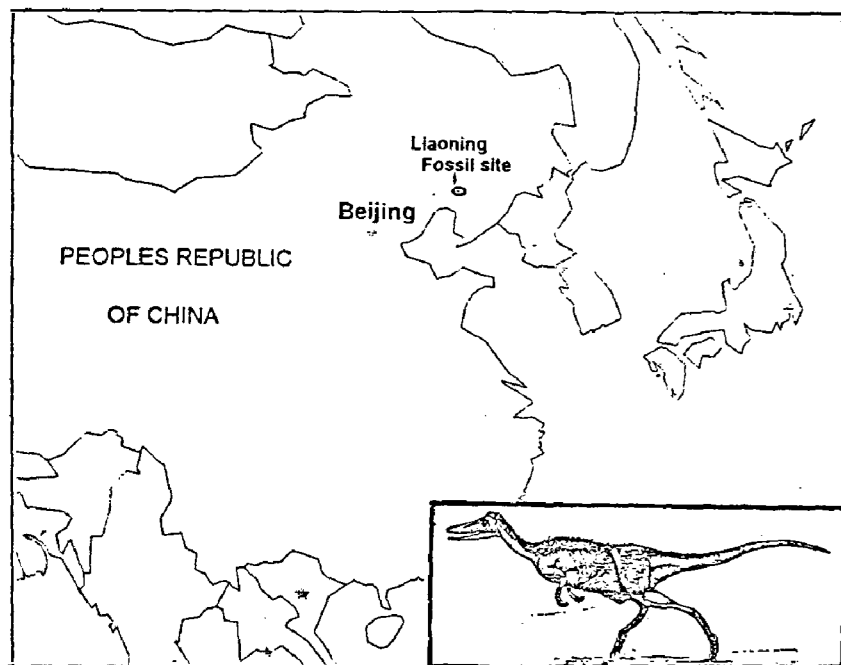 Liaoning
Fossil site
Beijing
PEOPLES REPUBLIC
OF CHINA